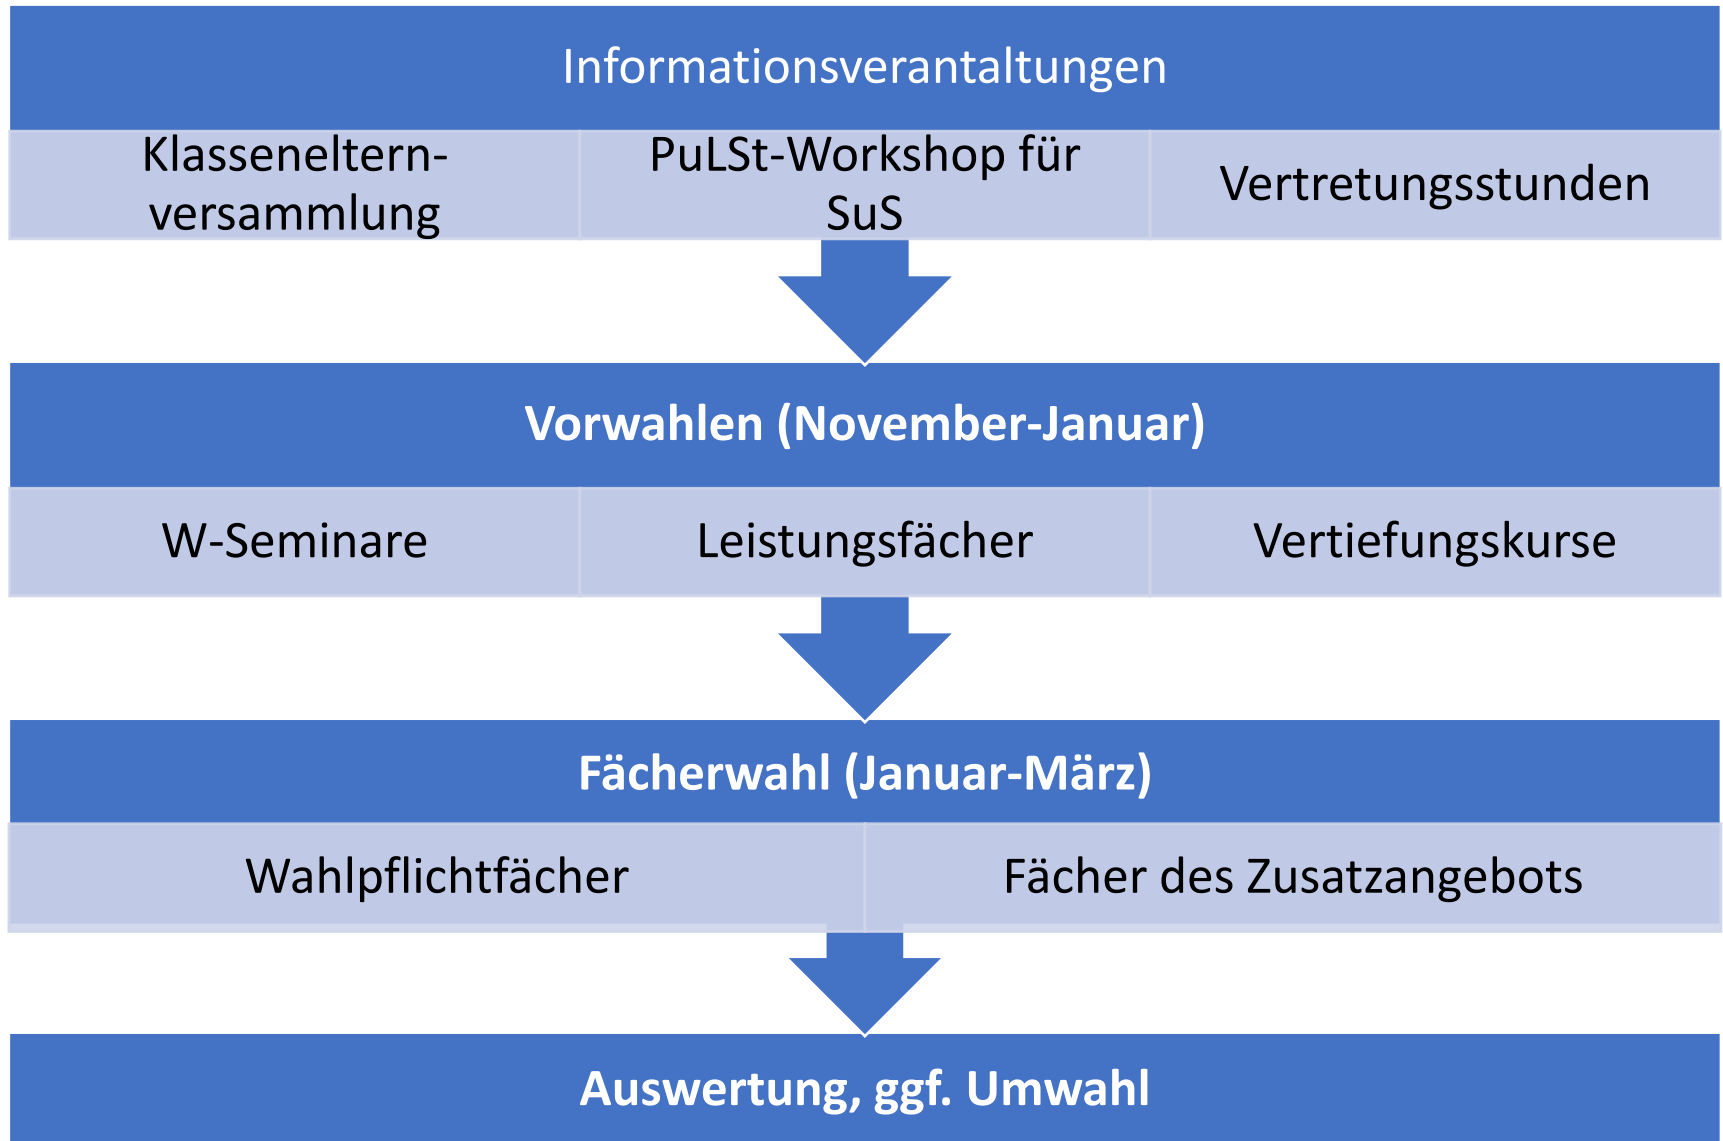 Informationsverantaltungen
Klasseneltern-
versammlung
PuLSt-Workshop für
SuS
Vertretungsstunden
Vorwahlen (November-Januar)
W-Seminare
Leistungsfächer
Vertiefungskurse
Fächerwahl (Januar-März)
Wahlpflichtfächer
Fächer des Zusatzangebots
Auswertung, ggf. Umwahl